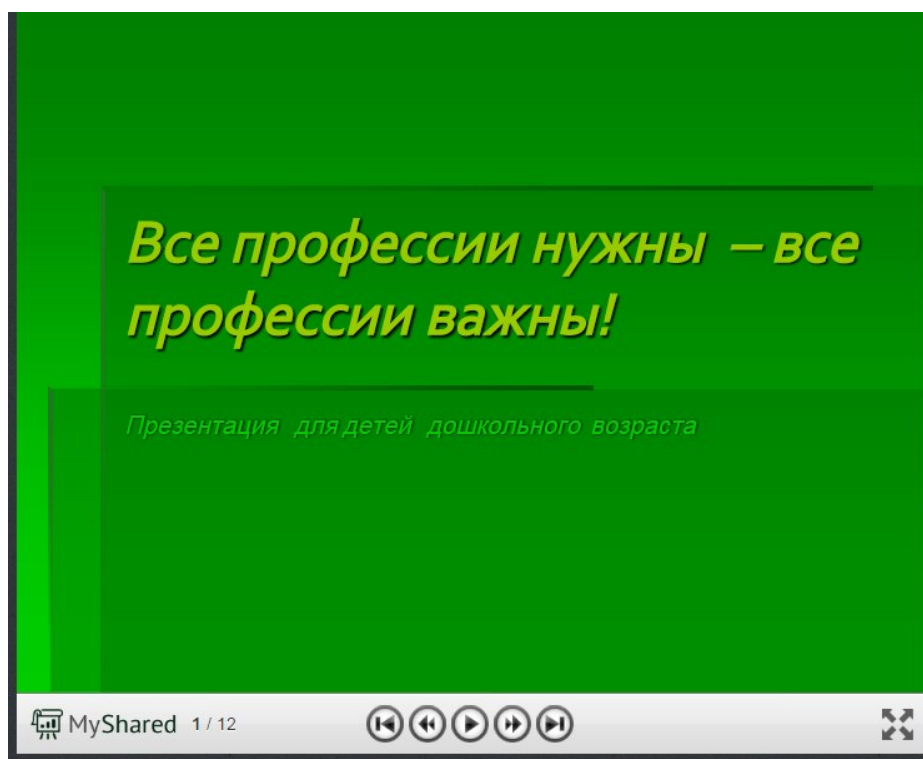 Все профессии нужны – все
профессии важны!
Презентация для детей дошкольного возраста
MyShared 1 / 12